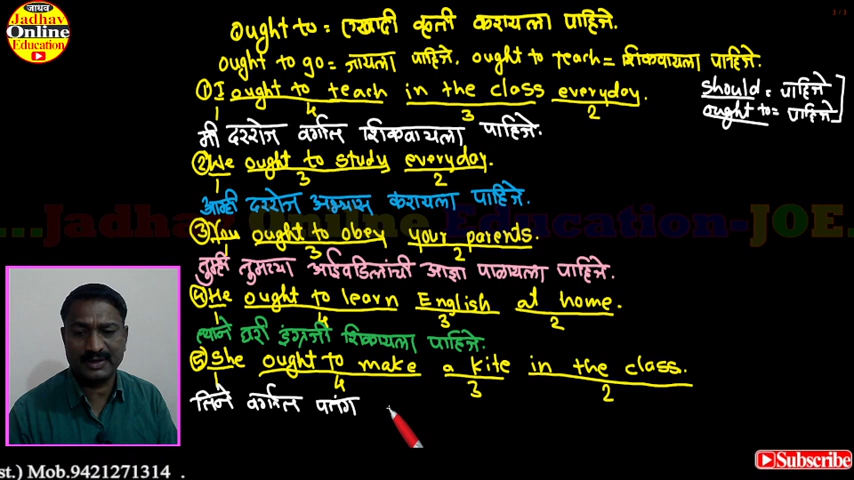 जाधव
Jadhav
Online
Education
3 / 3
Ought to = एखादी कृती करायला पाहिजे.
ought to go = जायला पाहिजे. ought to teach = शिकवायला पाहिजे.
① I ought to teach in the class everyday.
1 4 3 2
should = पाहिजे
ought to = पाहिजे
मी दररोज वर्गात शिकवायला पाहिजे.
② We ought to study everyday.
1 3 2
आम्ही दररोज अभ्यास करायला पाहिजे.
...Jadhav Online Education-JOE...
③ You ought to obey your parents.
1 3 2
तुम्ही तुमच्या आईवडिलांची आज्ञा पाळायला पाहिजे.
④ He ought to learn English at home.
1 4 3 2
त्याने घरी इंग्रजी शिकायला पाहिजे.
⑤ She ought to make a kite in the class.
1 4 3 2
तिने वर्गात पतंग
Subscribe
st.) Mob.9421271314 .